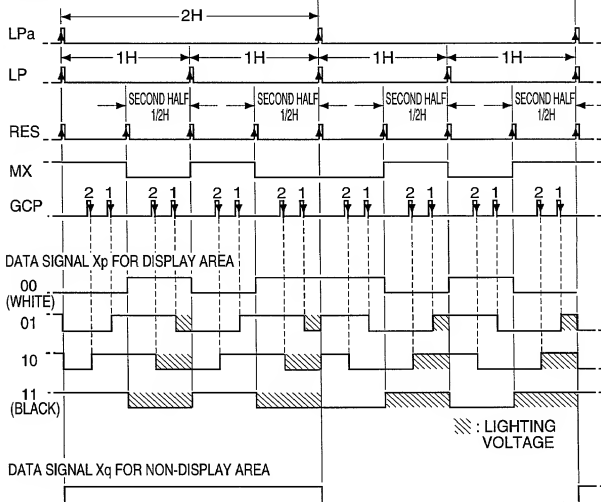 2H
LPa
1H 1H 1H 1H
LP
SECOND HALF 1/2H SECOND HALF 1/2H SECOND HALF 1/2H SECOND HALF 1/2H
RES
MX
2 1 2 1 2 1 2 1 2 1 2 1 2 1 2 1
GCP
DATA SIGNAL Xp FOR DISPLAY AREA
00
(WHITE)
01
10
11
(BLACK)
: LIGHTING
VOLTAGE
DATA SIGNAL Xq FOR NON-DISPLAY AREA